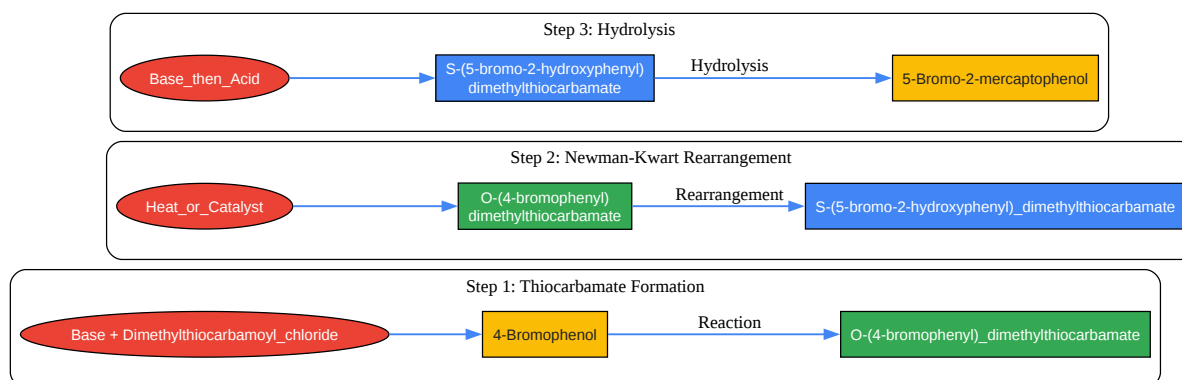 Step 3: Hydrolysis
Base_then_Acid
S-(5-bromo-2-hydroxyphenyl)
dimethylthiocarbamate
Hydrolysis
5-Bromo-2-mercaptophenol
Step 2: Newman-Kwart Rearrangement
Heat_or_Catalyst
O-(4-bromophenyl)
dimethylthiocarbamate
Rearrangement
S-(5-bromo-2-hydroxyphenyl)_dimethylthiocarbamate
Step 1: Thiocarbamate Formation
Base + Dimethylthiocarbamoyl_chloride
4-Bromophenol
Reaction
O-(4-bromophenyl)_dimethylthiocarbamate